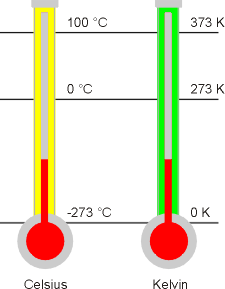 100 °C 373 K
0 °C 273 K
-273 °C 0 K
Celsius Kelvin